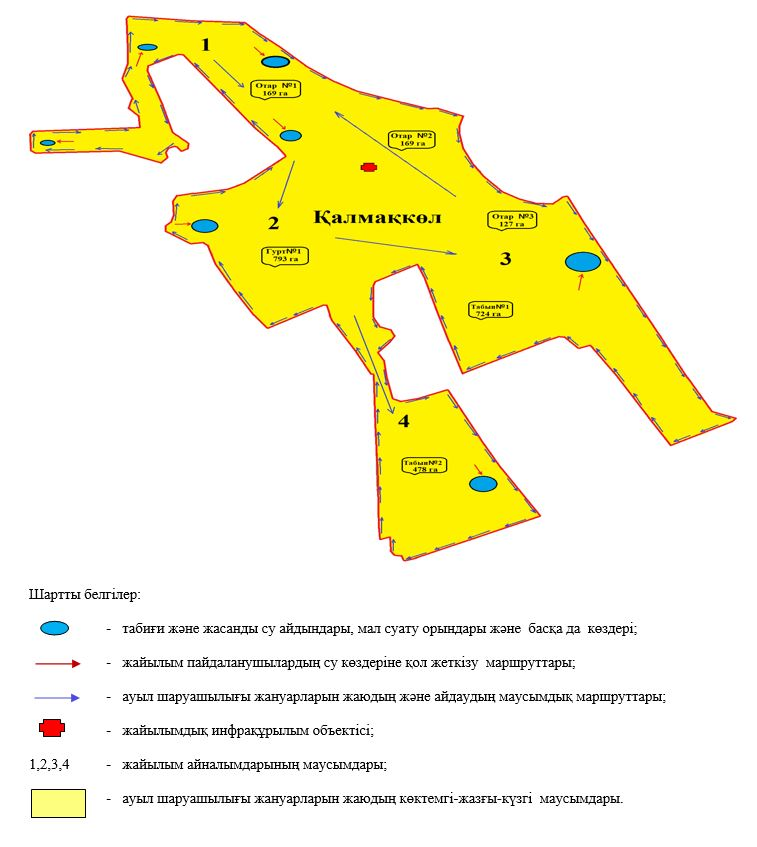 1
Отар №1
169 га
Отар №2
169 га
Қалмақкөл
2
Отар №3
127 га
Гурт№1
793 га
3
Табын№1
724 га
4
Табын№2
478 га
Шартты белгілер:
- табиғи және жасанды су айдындары, мал суату орындары және басқа да көздері;
- жайылым пайдаланушылардың су көздеріне қол жеткізу маршруттары;
- ауыл шаруашылығы жануарларын жаюдың және айдаудың маусымдық маршруттары;
- жайылымдық инфрақұрылым объектісі;
1,2,3,4 - жайылым айналымдарының маусымдары;
- ауыл шаруашылығы жануарларын жаюдың көктемгі-жазғы-күзгі маусымдары.